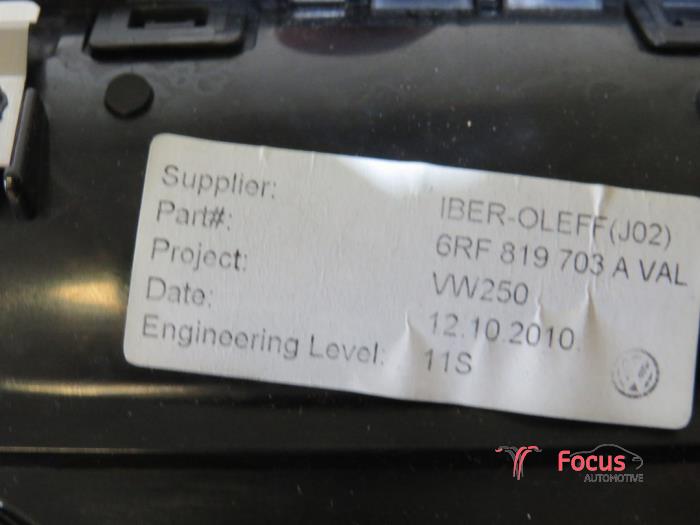 Supplier: IBER-OLEFF(J02)
Part#: 6RF 819 703 A VAL
Project: VW250
Date: 12.10.2010
Engineering Level: 11S
Focus
AUTOMOTIVE